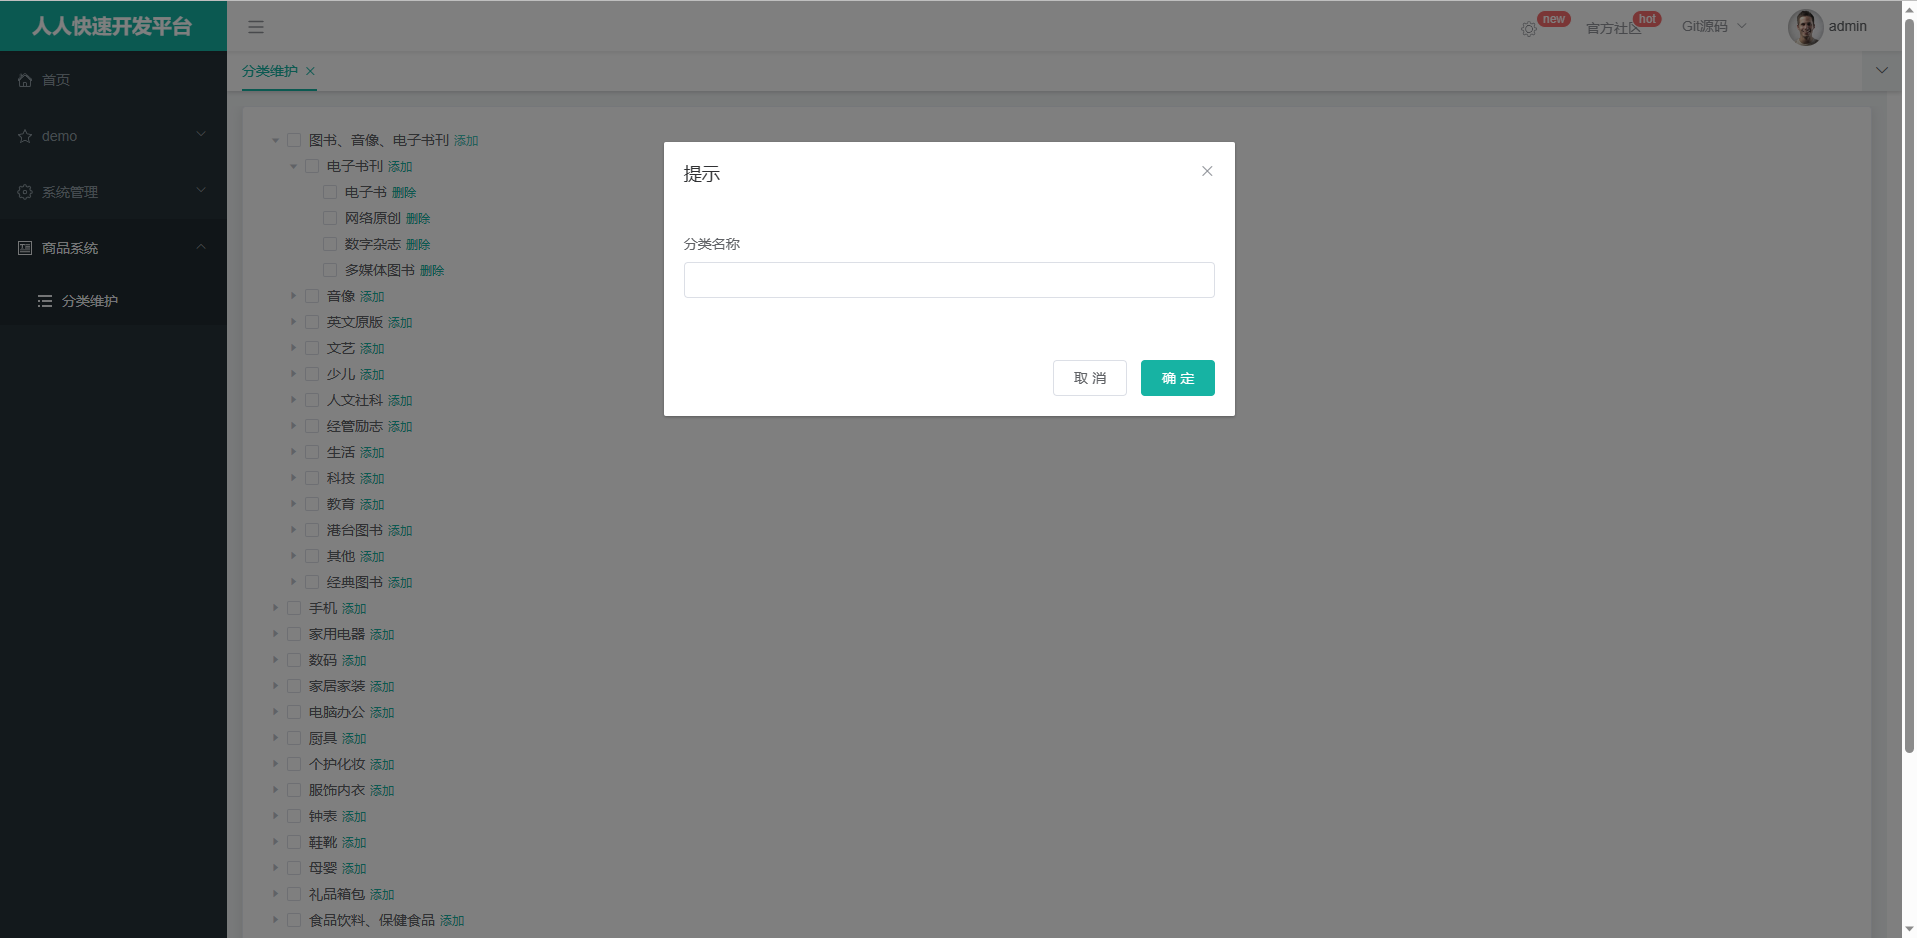 人人快速开发平台
new
官方社区
hot
Git源码
admin
首页
demo
系统管理
商品系统
分类维护
分类维护
图书、音像、电子书刊 添加
电子书刊 添加
电子书 删除
网络原创 删除
数字杂志 删除
多媒体图书 删除
音像 添加
英文原版 添加
文艺 添加
少儿 添加
人文社科 添加
经管励志 添加
生活 添加
科技 添加
教育 添加
港台图书 添加
其他 添加
经典图书 添加
手机 添加
家用电器 添加
数码 添加
家居家装 添加
电脑办公 添加
厨具 添加
个护化妆 添加
服饰内衣 添加
钟表 添加
鞋靴 添加
母婴 添加
礼品箱包 添加
食品饮料、保健食品 添加
提示
分类名称
取 消
确 定